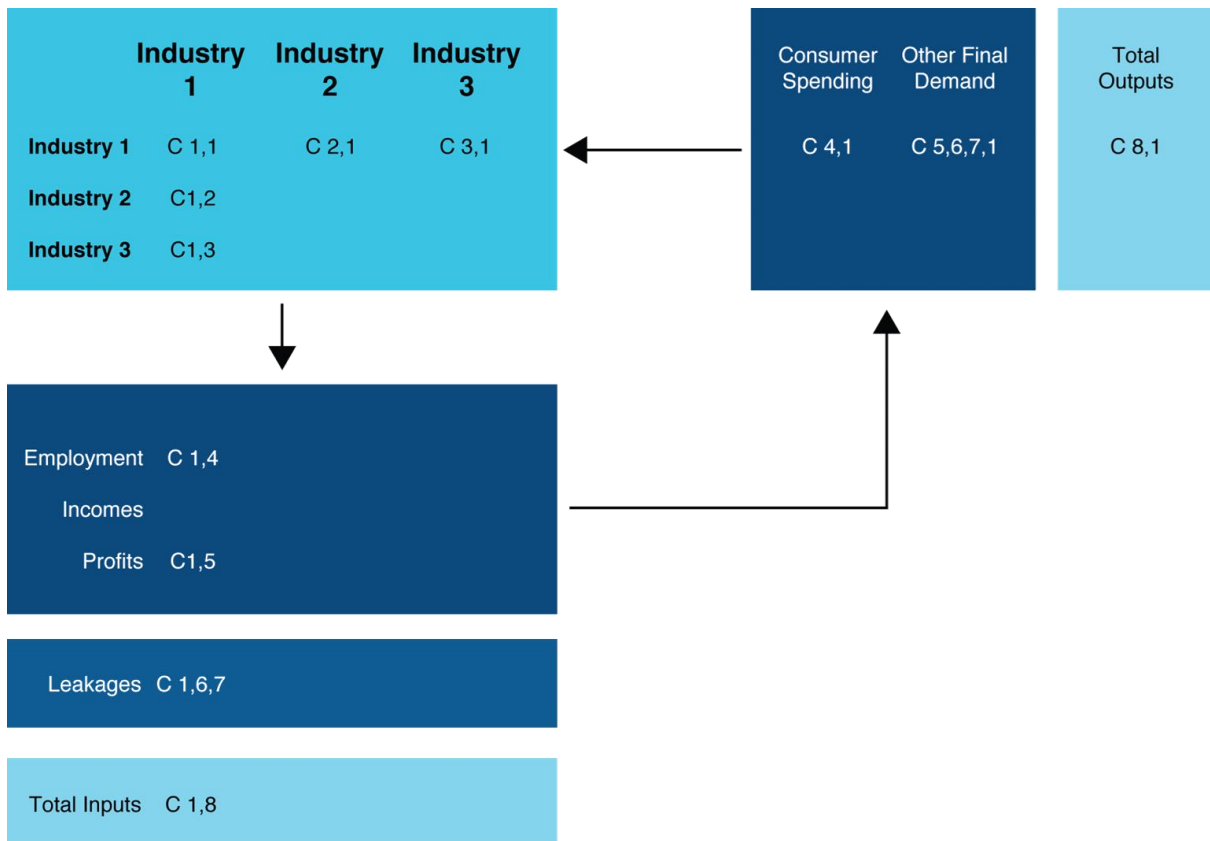 Industry 1 Industry 2 Industry 3
Industry 1 C 1,1 C 2,1 C 3,1
Industry 2 C1,2
Industry 3 C1,3
Consumer Spending Other Final Demand
C 4,1 C 5,6,7,1
Total Outputs
C 8,1
Employment C 1,4
Incomes
Profits C1,5
Leakages C 1,6,7
Total Inputs C 1,8